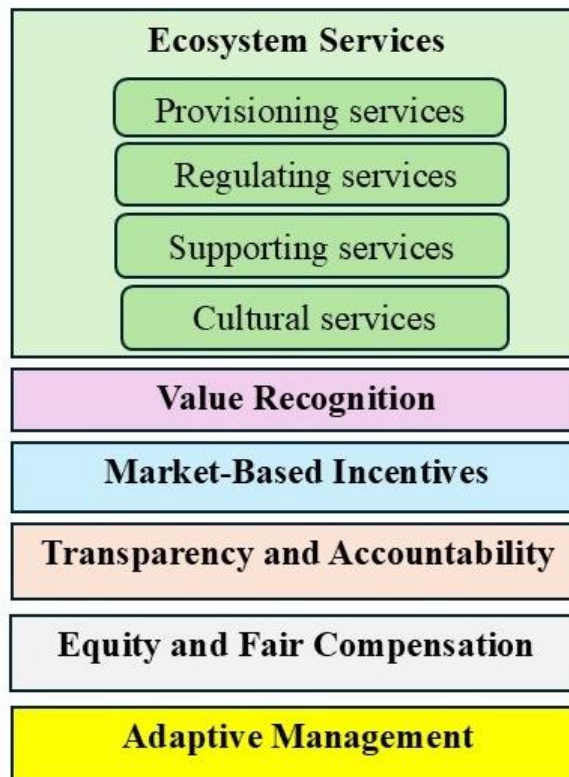 Ecosystem Services
Provisioning services
Regulating services
Supporting services
Cultural services
Value Recognition
Market-Based Incentives
Transparency and Accountability
Equity and Fair Compensation
Adaptive Management